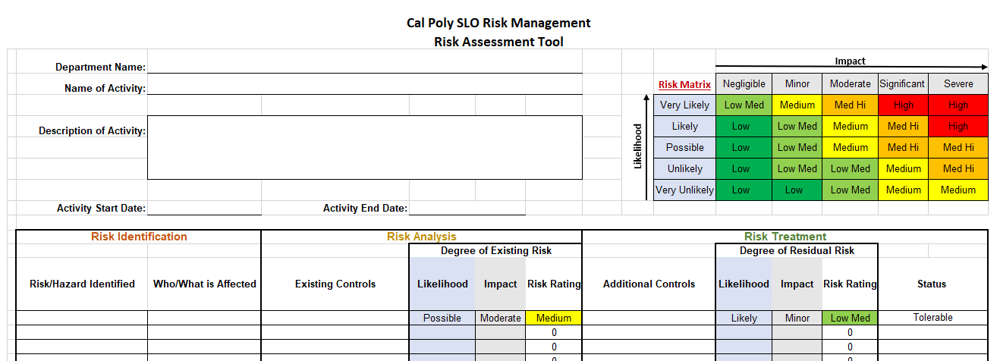 Cal Poly SLO Risk Management
Risk Assessment Tool
Impact
Department Name:
Name of Activity:
Risk Matrix Negligible Minor Moderate Significant Severe
Very Likely Low Med Medium Med Hi High High
Description of Activity:
Likelihood
Likely Low Low Med Medium Med Hi High
Possible Low Low Med Medium Med Hi Med Hi
Unlikely Low Low Med Low Med Medium Med Hi
Very Unlikely Low Low Low Med Medium Medium
Activity Start Date: Activity End Date:
Risk Identification Risk Analysis Risk Treatment
Degree of Existing Risk Degree of Residual Risk
Risk/Hazard Identified Who/What is Affected Existing Controls Likelihood Impact Risk Rating Additional Controls Likelihood Impact Risk Rating Status
Possible Moderate Medium Likely Minor Low Med Tolerable
0 0
0 0
0 0